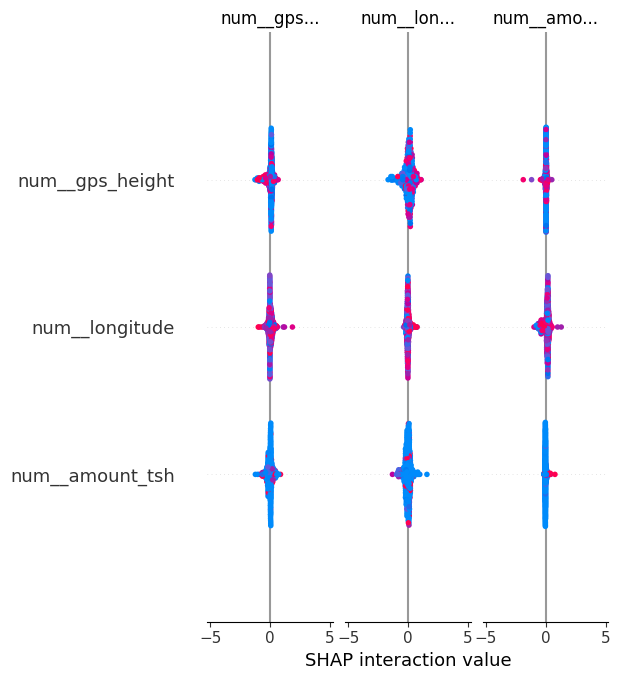 num__gps... num__lon... num__amo...
num__gps_height
num__longitude
num__amount_tsh
−5 0 5 −5 0 5 −5 0 5
SHAP interaction value